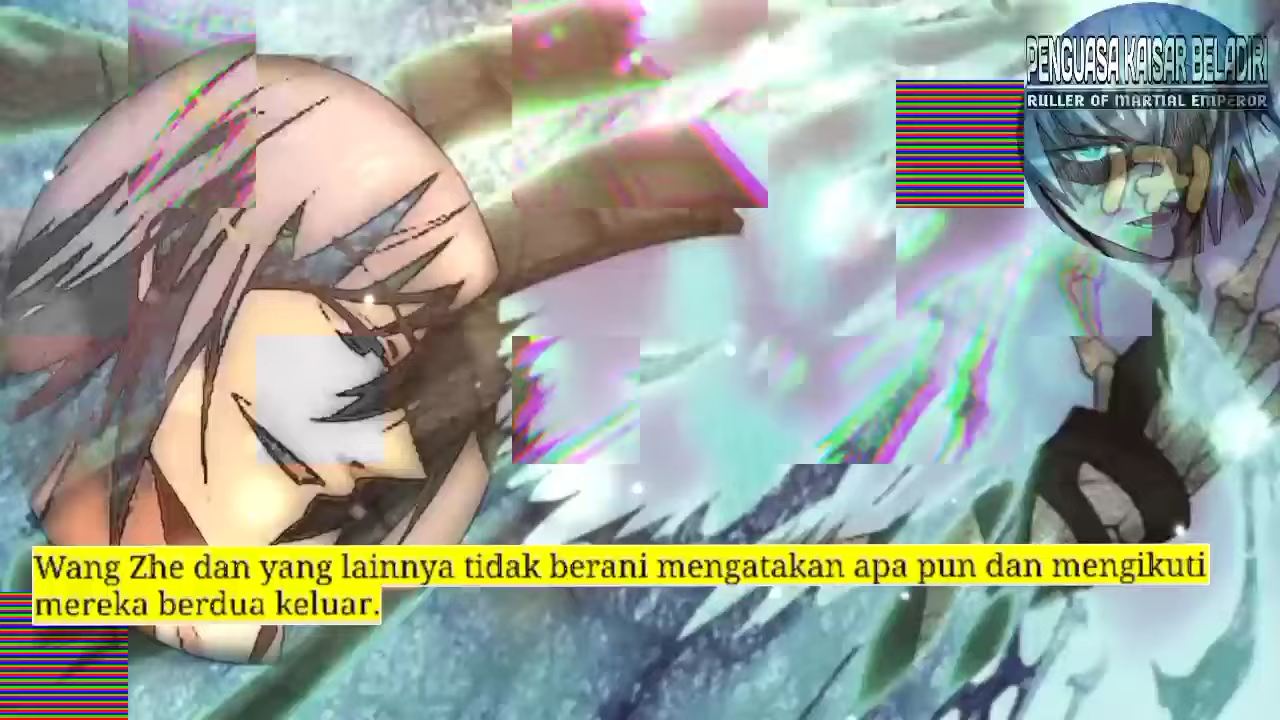 PENGUASA KAISAR BELADIRI
RULLER OF MARTIAL EMPEROR
171
Wang Zhe dan yang lainnya tidak berani mengatakan apa pun dan mengikuti
mereka berdua keluar.